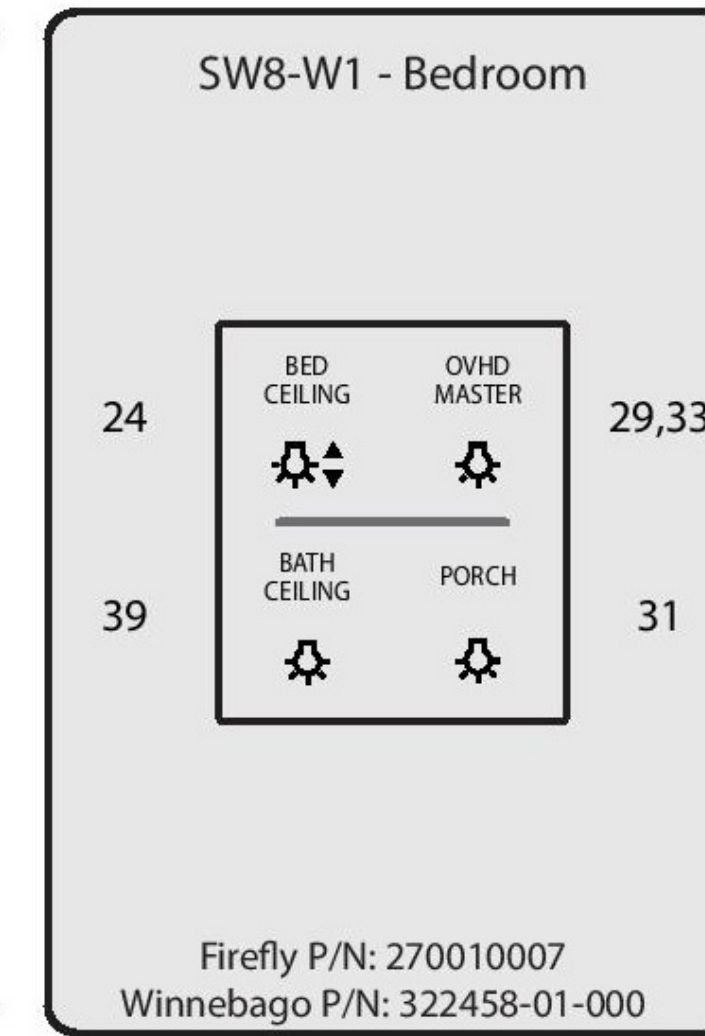 SW8-W1 - Bedroom
BED OVHD
CEILING MASTER
24 29,33
BATH PORCH
CEILING
39 31
Firefly P/N: 270010007
Winnebago P/N: 322458-01-000